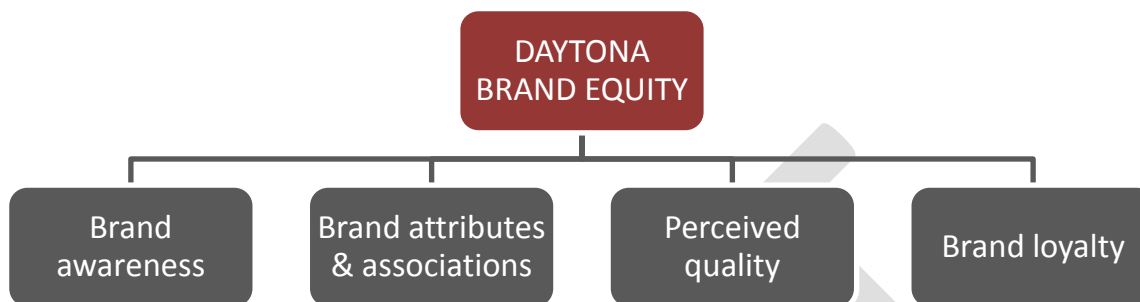 DAYTONA
BRAND EQUITY
Brand
awareness
Brand attributes
& associations
Perceived
quality
Brand loyalty